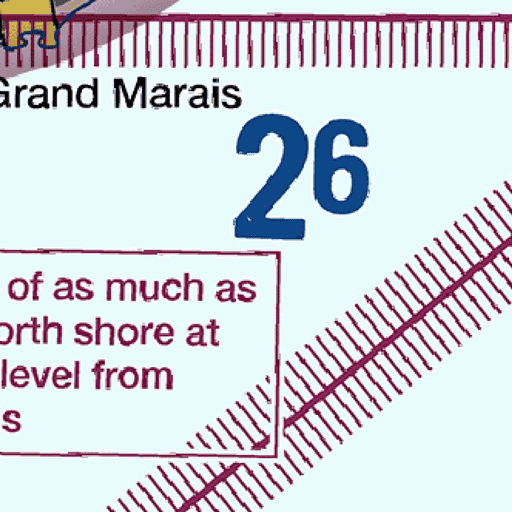 Grand Marais
26
of as much as
orth shore at
level from
s